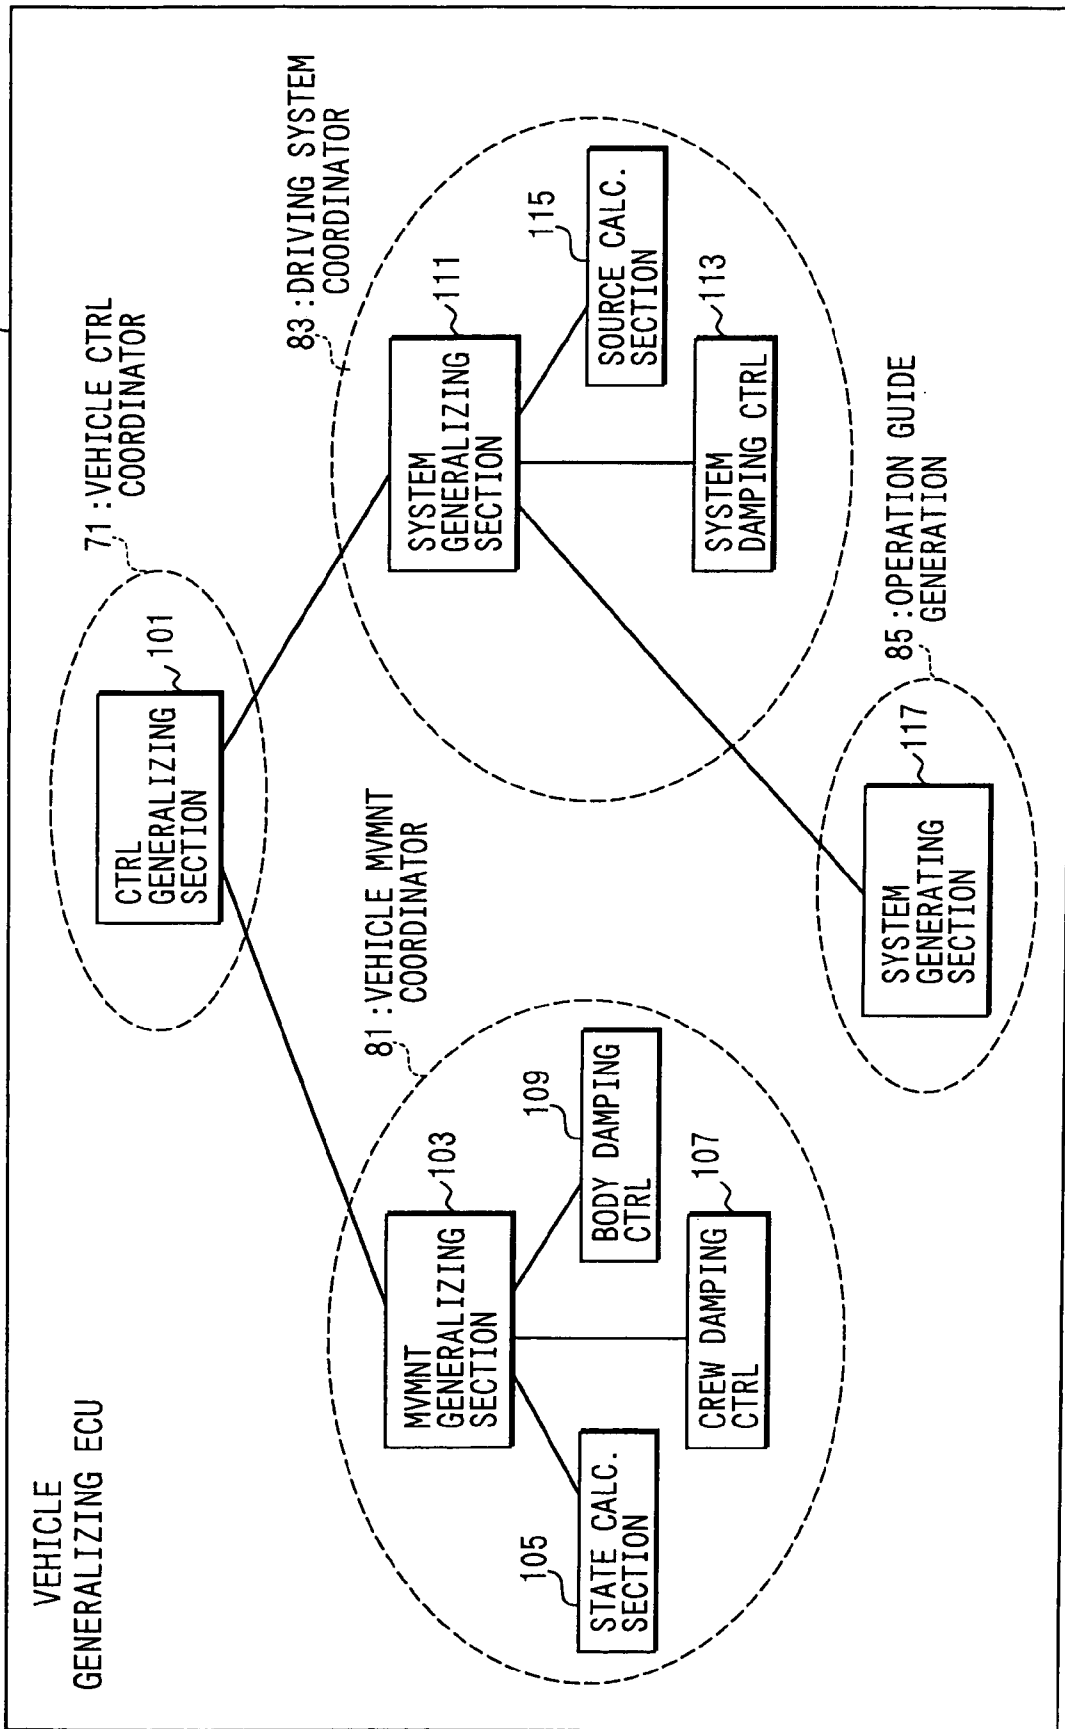 VEHICLE
GENERALIZING ECU
71:VEHICLE CTRL
COORDINATOR
101
CTRL
GENERALIZING
SECTION
81:VEHICLE MVMNT
COORDINATOR
103
MVMNT
GENERALIZING
SECTION
105
STATE CALC.
SECTION
109
BODY DAMPING
CTRL
107
CREW DAMPING
CTRL
83:DRIVING SYSTEM
COORDINATOR
111
SYSTEM
GENERALIZING
SECTION
115
SOURCE CALC.
SECTION
113
SYSTEM
DAMPING CTRL
85:OPERATION GUIDE
GENERATION
117
SYSTEM
GENERATING
SECTION